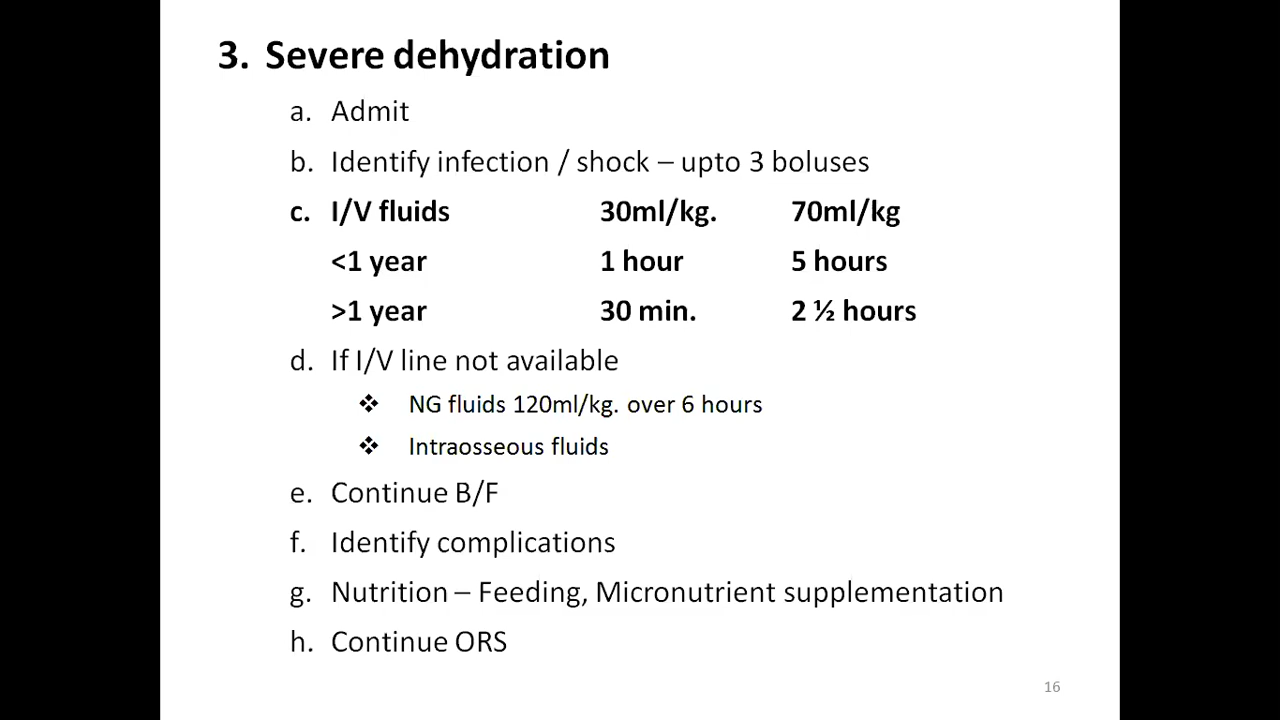 3. Severe dehydration
a. Admit
b. Identify infection / shock – upto 3 boluses
c. I/V fluids 30ml/kg. 70ml/kg
<1 year 1 hour 5 hours
>1 year 30 min. 2 ½ hours
d. If I/V line not available
❖ NG fluids 120ml/kg. over 6 hours
❖ Intraosseous fluids
e. Continue B/F
f. Identify complications
g. Nutrition – Feeding, Micronutrient supplementation
h. Continue ORS
16